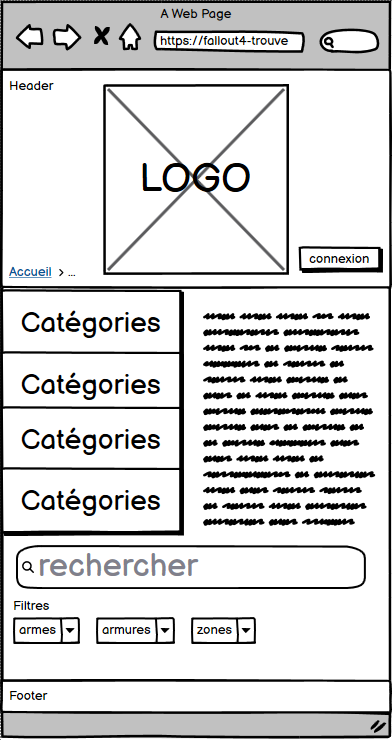 A Web Page
https://fallout4-trouve
Header
LOGO
connexion
Accueil > ...
Catégories
Catégories
Catégories
Catégories
rechercher
Filtres
armes armures zones
Footer